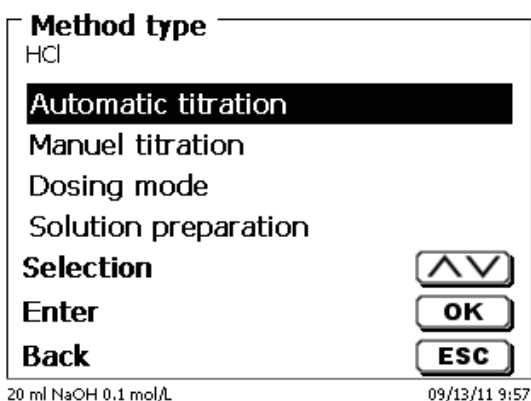 Method type
HCl
Automatic titration
Manuel titration
Dosing mode
Solution preparation
Selection
Enter OK
Back ESC
20 ml NaOH 0.1 mol/L 09/13/11 9:57